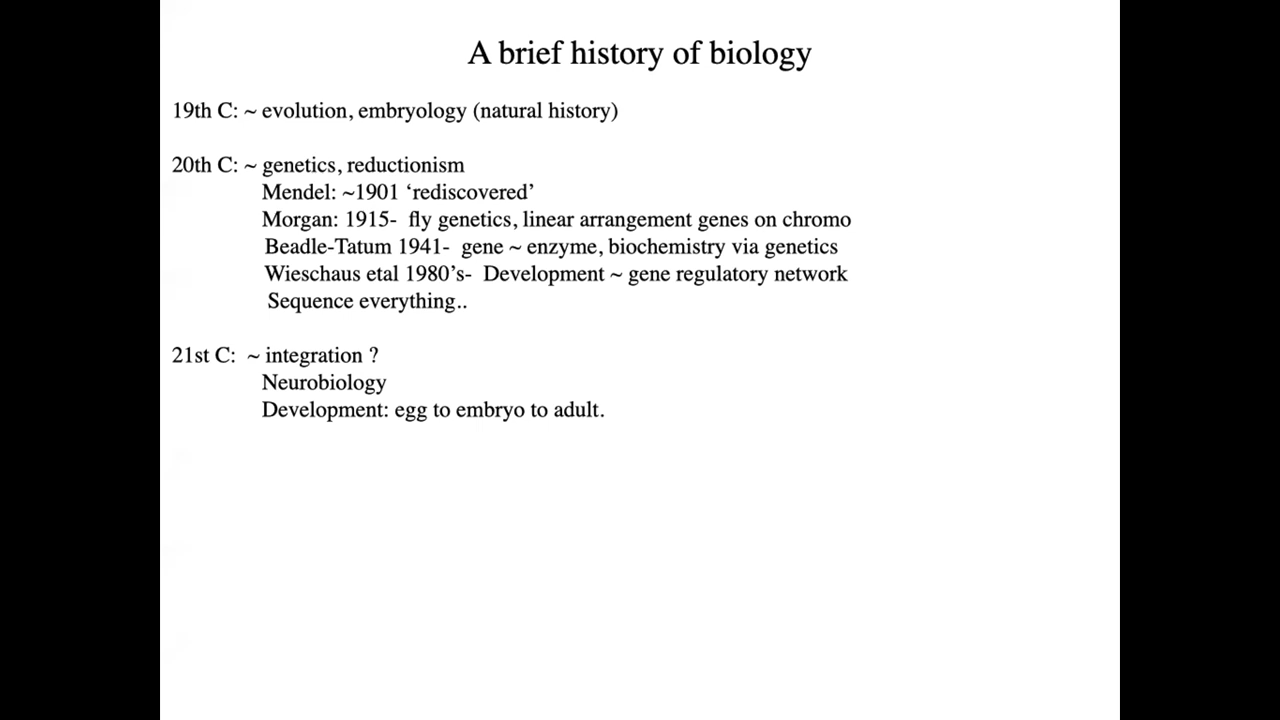 A brief history of biology
19th C: ~ evolution, embryology (natural history)
20th C: ~ genetics, reductionism
Mendel: ~1901 ‘rediscovered’
Morgan: 1915- fly genetics, linear arrangement genes on chromo
Beadle-Tatum 1941- gene ~ enzyme, biochemistry via genetics
Wieschaus etal 1980’s- Development ~ gene regulatory network
Sequence everything..
21st C: ~ integration ?
Neurobiology
Development: egg to embryo to adult.